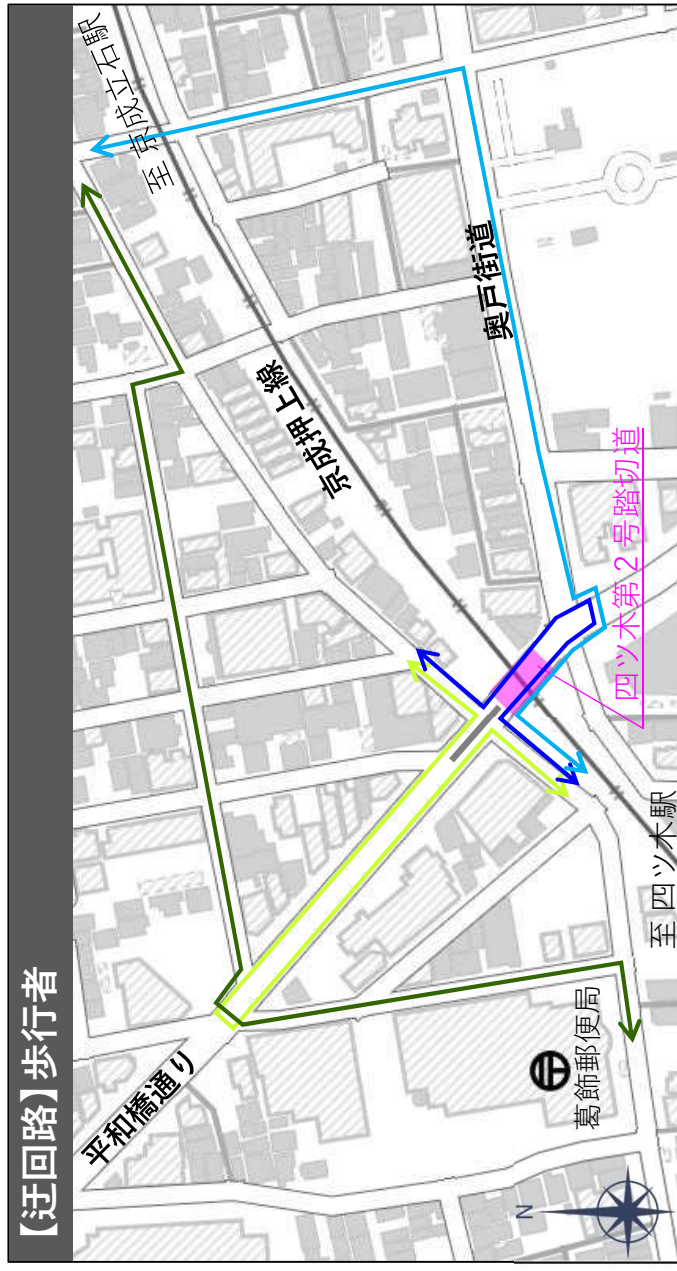 【迂回路】歩行者
平和橋通り
至 京成立石駅
京成押上線
奥戸街道
四ツ木第２号踏切道
至 四ツ木駅
葛飾郵便局
N